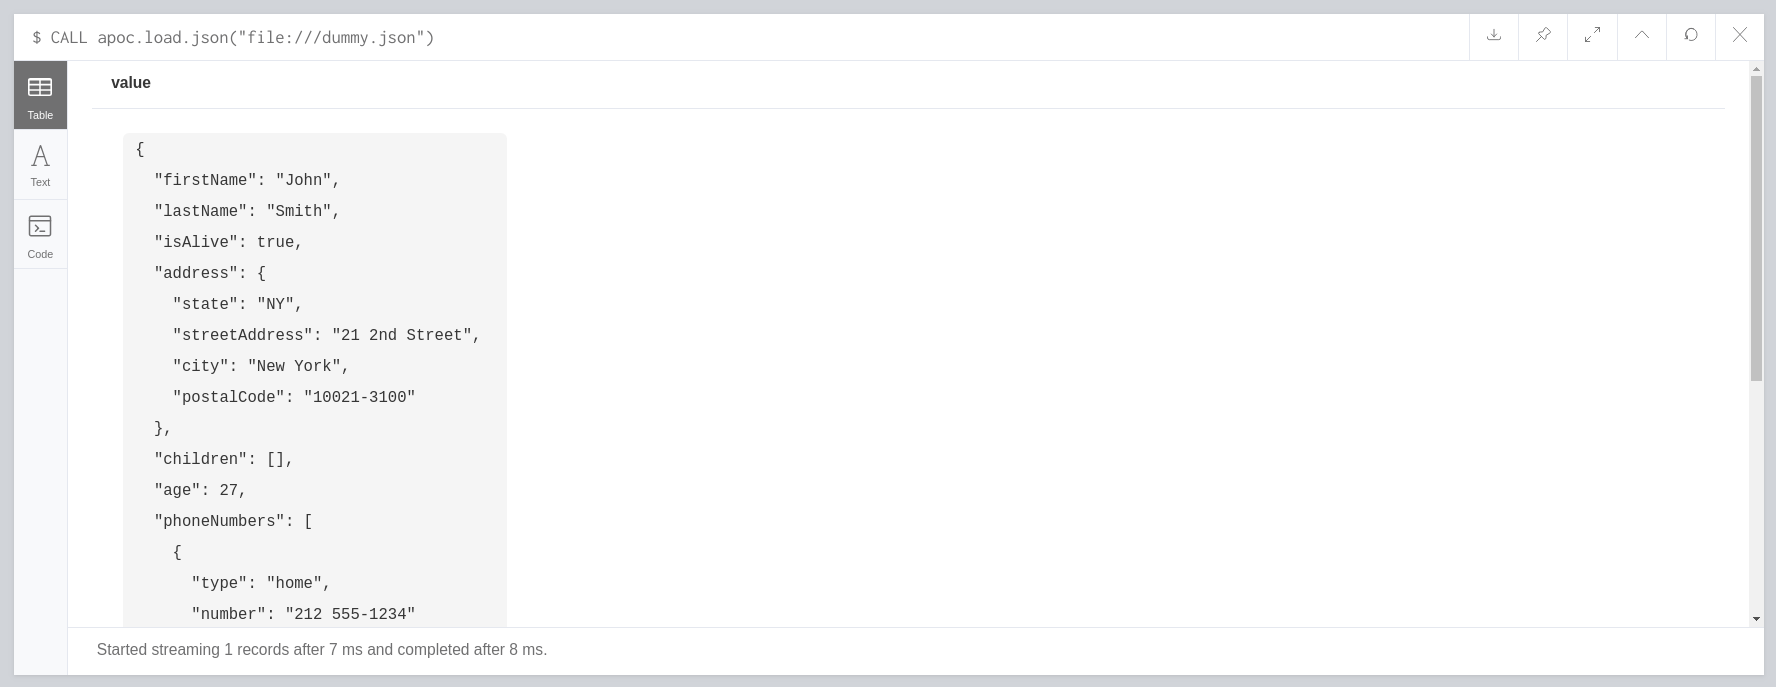 $ CALL apoc.load.json("file:///dummy.json")
Table
Text
Code
value
{
  "firstName": "John",
  "lastName": "Smith",
  "isAlive": true,
  "address": {
    "state": "NY",
    "streetAddress": "21 2nd Street",
    "city": "New York",
    "postalCode": "10021-3100"
  },
  "children": [],
  "age": 27,
  "phoneNumbers": [
    {
      "type": "home",
      "number": "212 555-1234"
Started streaming 1 records after 7 ms and completed after 8 ms.